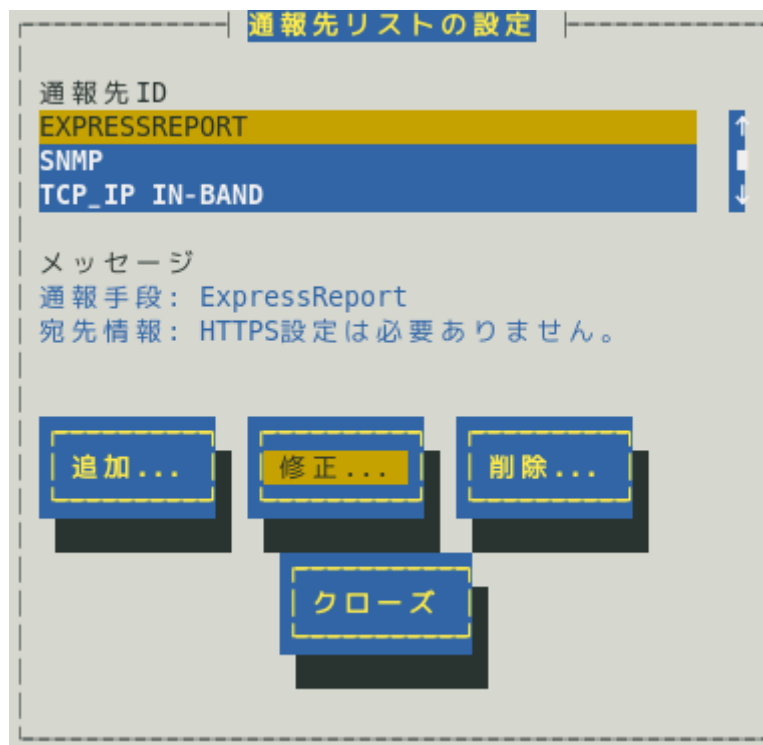 通報先リストの設定
通報先ID
EXPRESSREPORT
↑
SNMP
TCP_IP IN-BAND
↓
メッセージ
通報手段: ExpressReport
宛先情報: HTTPS設定は必要ありません。
追加... 修正... 削除...
クローズ